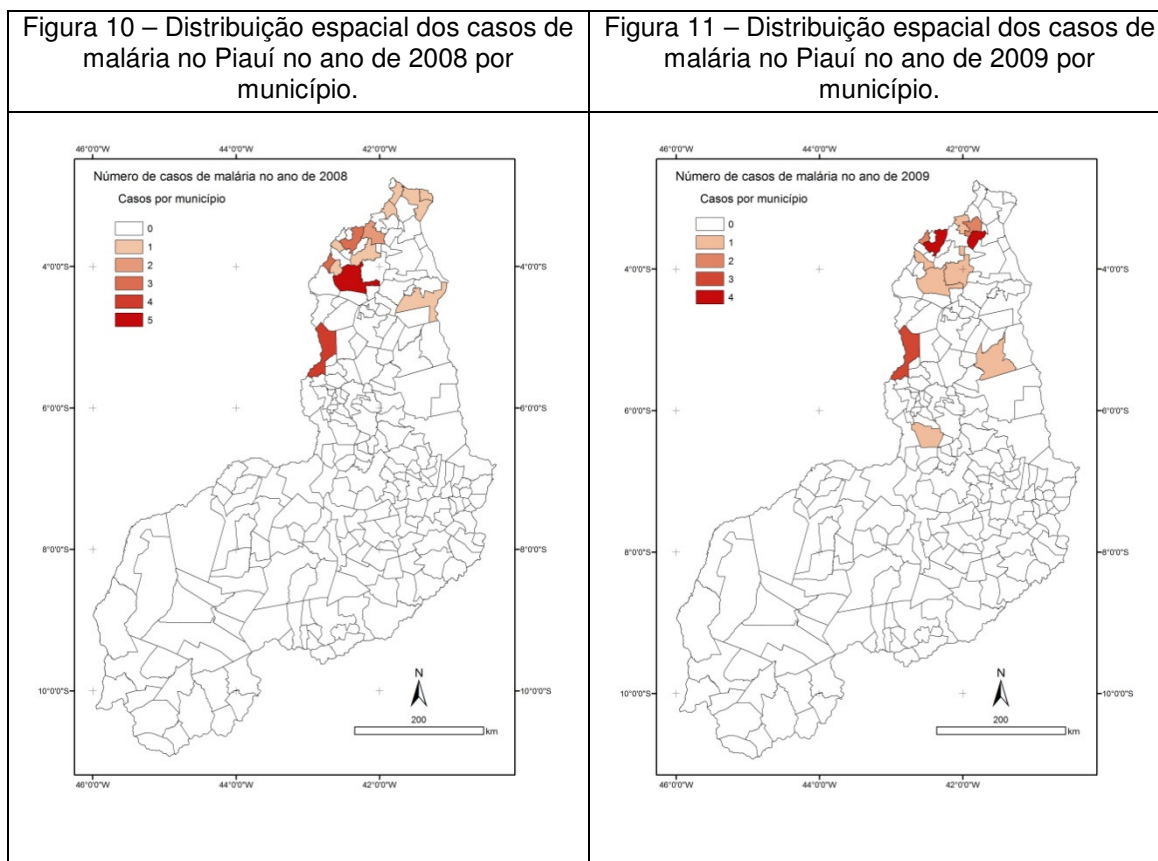 Figura 10 – Distribuição espacial dos casos de
malária no Piauí no ano de 2008 por
município.
46°0'0"W
44°0'0"W
42°0'0"W
Número de casos de malária no ano de 2008
Casos por município
0
1
2
3
4
5
4°0'0"S
4°0'0"S
6°0'0"S
6°0'0"S
8°0'0"S
8°0'0"S
10°0'0"S
10°0'0"S
N
200
km
46°0'0"W
44°0'0"W
42°0'0"W
Figura 11 – Distribuição espacial dos casos de
malária no Piauí no ano de 2009 por
município.
46°0'0"W
44°0'0"W
42°0'0"W
Número de casos de malária no ano de 2009
Casos por município
0
1
2
3
4
4°0'0"S
4°0'0"S
6°0'0"S
6°0'0"S
8°0'0"S
8°0'0"S
10°0'0"S
10°0'0"S
N
200
km
46°0'0"W
44°0'0"W
42°0'0"W